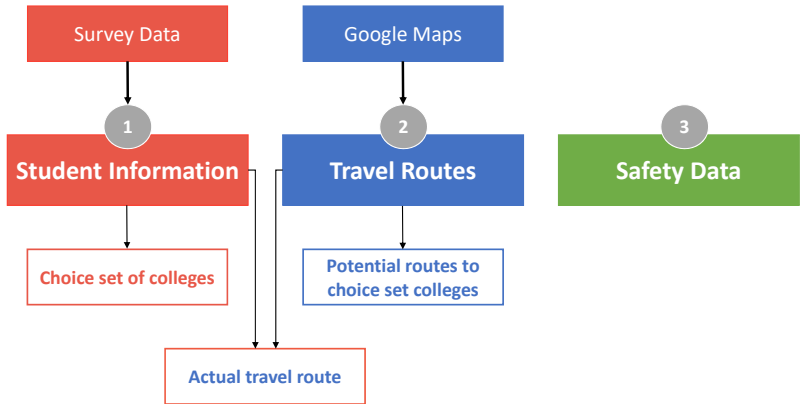 Survey Data
Google Maps
1
2
3
Student Information
Travel Routes
Safety Data
Choice set of colleges
Potential routes to
choice set colleges
Actual travel route